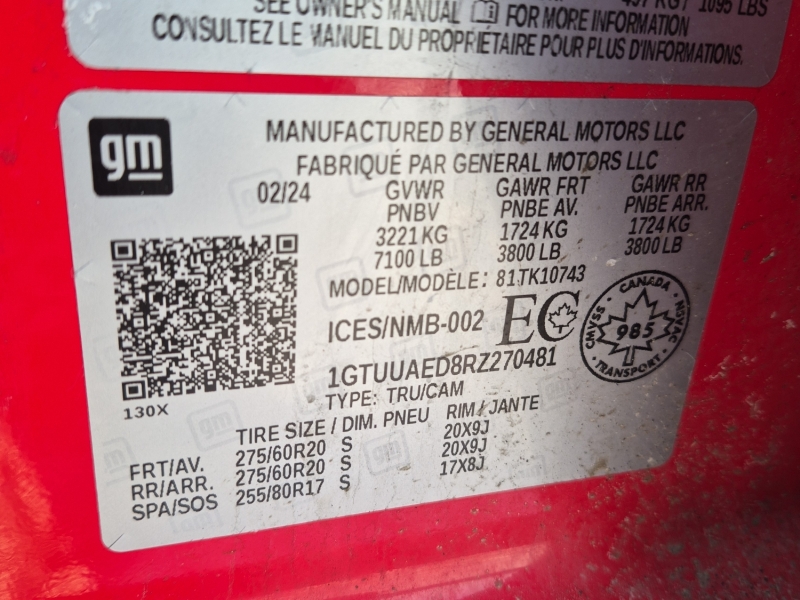 SEE OWNER'S MANUAL FOR MORE INFORMATION
1095 LBS
CONSULTEZ LE MANUEL DU PROPRIÉTAIRE POUR PLUS D'INFORMATIONS.
gm
MANUFACTURED BY GENERAL MOTORS LLC
FABRIQUÉ PAR GENERAL MOTORS LLC
02/24 GVWR GAWR FRT GAWR RR
PNBV PNBE AV. PNBE ARR.
3221 KG 1724 KG 1724 KG
7100 LB 3800 LB 3800 LB
MODEL/MODÈLE: 81TK10743
ICES/NMB-002 EC
CANADA
CMVSS 985 NSVAC
TRANSPORT
1GTUUAED8RZ270481
TYPE: TRU/CAM
130X
TIRE SIZE / DIM. PNEU RIM / JANTE
FRT/AV. 275/60R20 S 20X9J
RR/ARR. 275/60R20 S 20X9J
SPA/SOS 255/80R17 S 17X8J